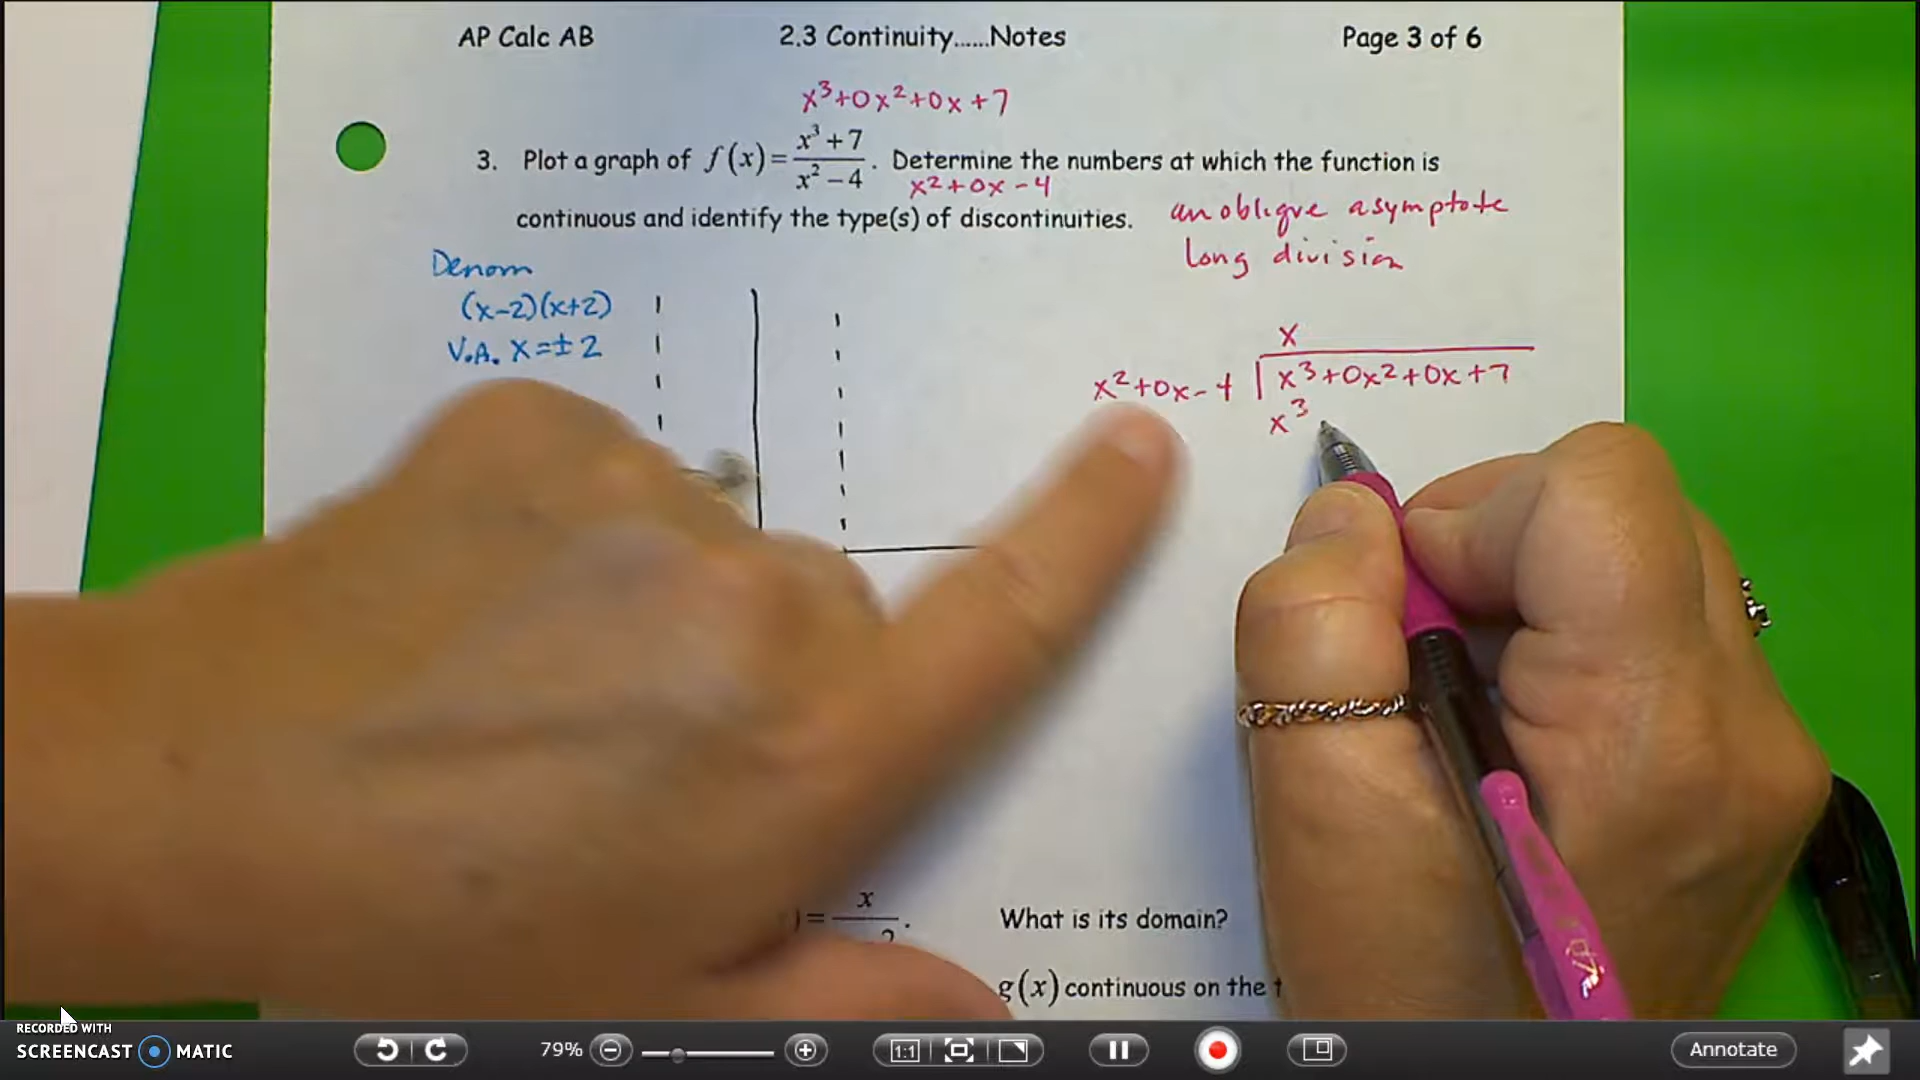 AP Calc AB 2.3 Continuity......Notes Page 3 of 6
x³+0x²+0x+7
3. Plot a graph of f(x)=(x³+7)/(x²−4). Determine the numbers at which the function is
x²+0x-4
continuous and identify the type(s) of discontinuities.
an oblique asymptote
long division
Denom
(x-2)(x+2)
V.A. X=±2
x
x²+0x-4 x³+0x²+0x+7
x³
)= x What is its domain?
g(x) continuous on the
RECORDED WITH
SCREENCAST MATIC
79% 1:1 Annotate